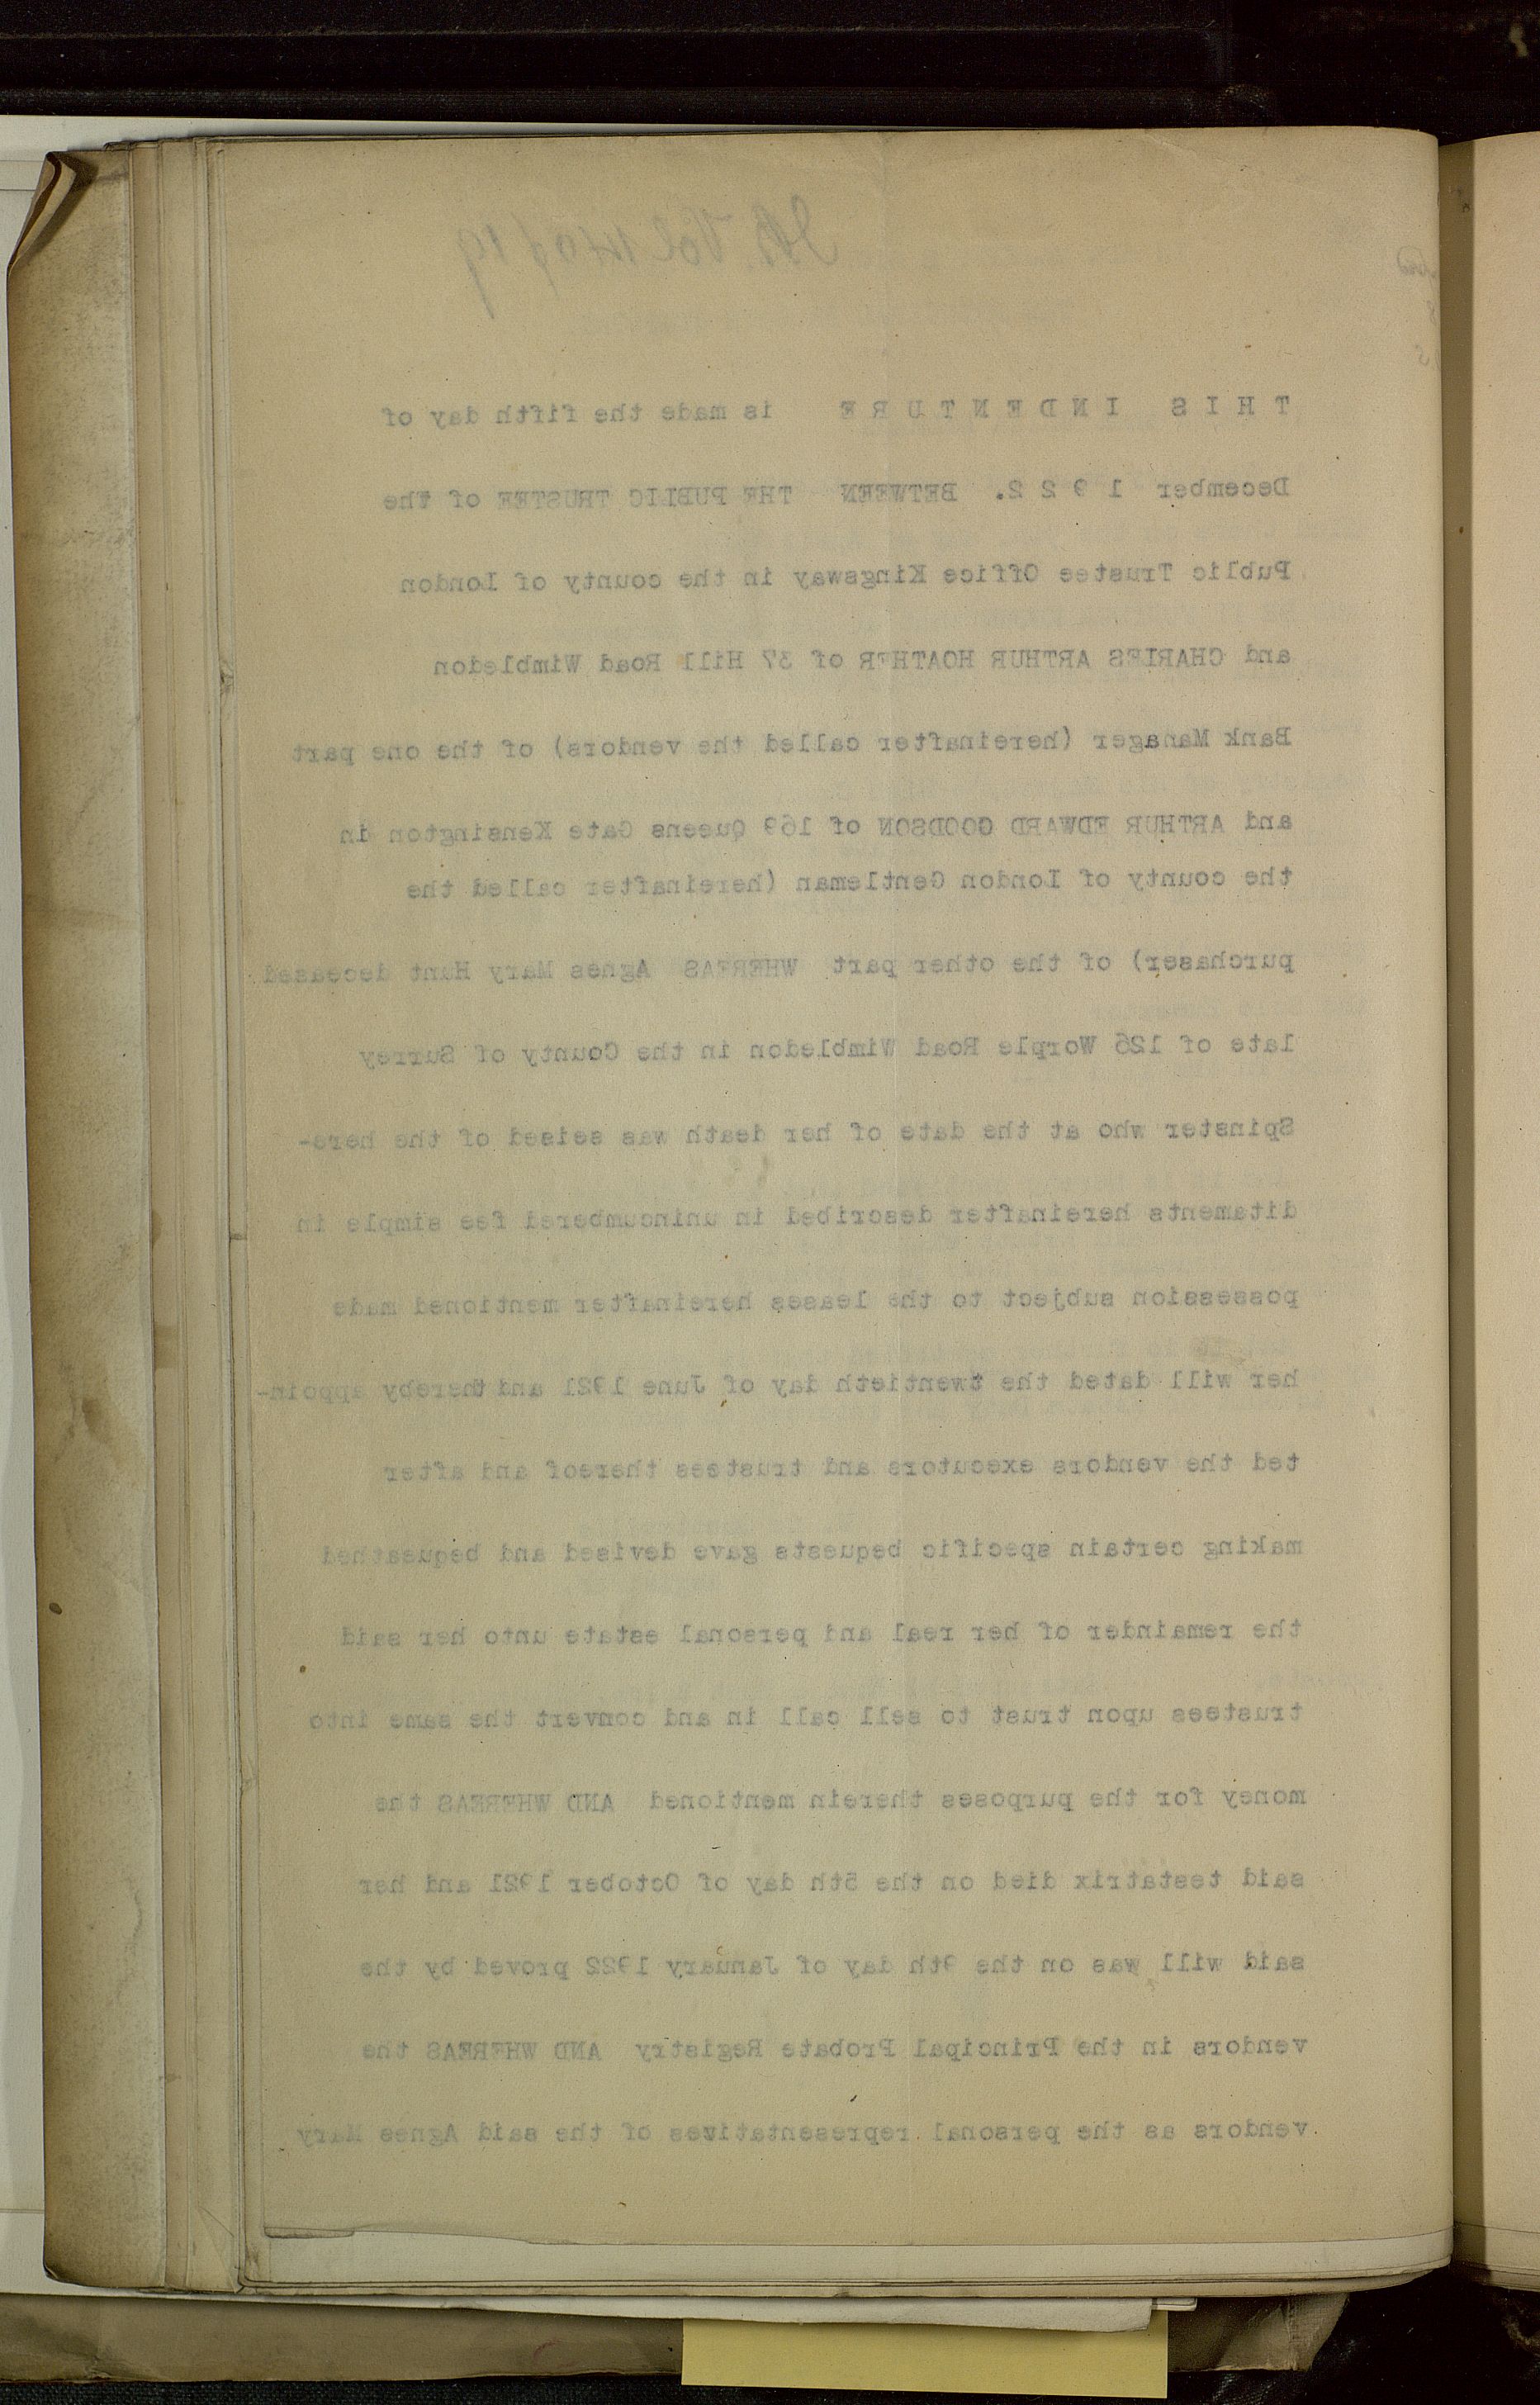 THIS INDENTURE is made the fifth day of
December 1922. BETWEEN THE PUBLIC TRUSTEE of the
Public Trustee Office Kingsway in the county of London
and CHARLES ARTHUR HOATHER of 37 Hill Road Wimbledon
Bank Manager (hereinafter called the vendors) of the one part
and ARTHUR EDWARD GOODSON of 169 Queens Gate Kensington in
the county of London Gentleman (hereinafter called the
purchaser) of the other part WHEREAS Agnes Mary Hunt deceased
late of 126 Worple Road Wimbledon in the County of Surrey
Spinster who at the date of her death was seised of the here-
ditaments hereinafter described in unincumbered fee simple in
possession subject to the leases hereinafter mentioned made
her will dated the twentieth day of June 1921 and thereby appoin-
ted the vendors executors and trustees thereof and after
making certain specific bequests gave devised and bequeathed
the remainder of her real and personal estate unto her said
trustees upon trust to sell call in and convert the same into
money for the purposes therein mentioned AND WHEREAS the
said testatrix died on the 5th day of October 1921 and her
said will was on the 9th day of January 1922 proved by the
vendors in the Principal Probate Registry AND WHEREAS the
vendors as the personal representatives of the said Agnes Mary